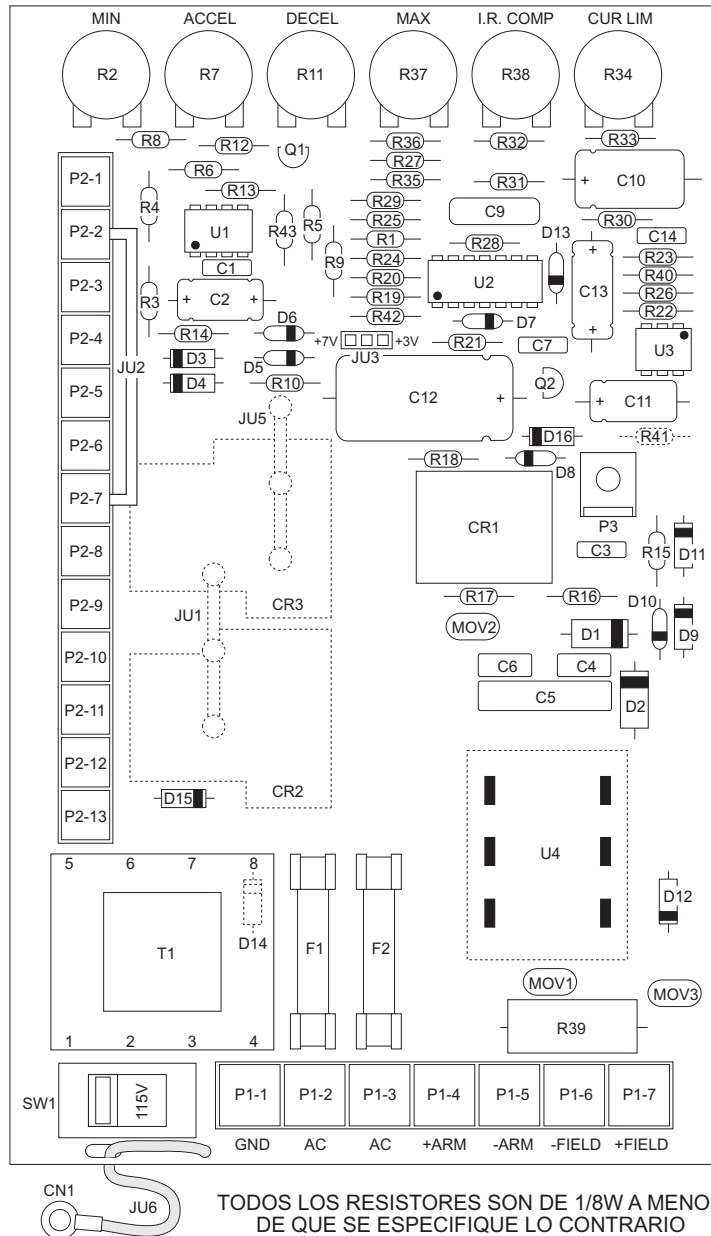 MIN ACCEL DECEL MAX I.R. COMP CUR LIM
R2 R7 R11 R37 R38 R34
R8 R12 Q1 R36 R32 R33
R27
R6 R35 R31 C10
P2-1 R13
R4 R29 C9
R5 R25 R30
P2-2 U1 R43 R1 R28 D13 C14
R9 R24 R23
C1 R20 U2 C13 R40
P2-3 R3 C2 R19 R26
R42 D7 R22
D6
P2-4 R14 +7V +3V R21 C7 U3
JU2 D3 D5 JU3
P2-5 D4 R10 C12 Q2 C11
JU5
P2-6 D16 R41
R18 D8
P2-7 CR1 P3
P2-8 C3 R15 D11
P2-9 CR3 R17 R16 D10
JU1 MOV2 D1 D9
P2-10 C6 C4
P2-11 C5 D2
P2-12 CR2
D15
P2-13
5 6 7 8 U4
D14 D12
T1 F1 F2
MOV1 MOV3
1 2 3 4 R39
SW1 115V P1-1 P1-2 P1-3 P1-4 P1-5 P1-6 P1-7
GND AC AC +ARM -ARM -FIELD +FIELD
CN1
JU6
TODOS LOS RESISTORES SON DE 1/8W A MENO
DE QUE SE ESPECIFIQUE LO CONTRARIO